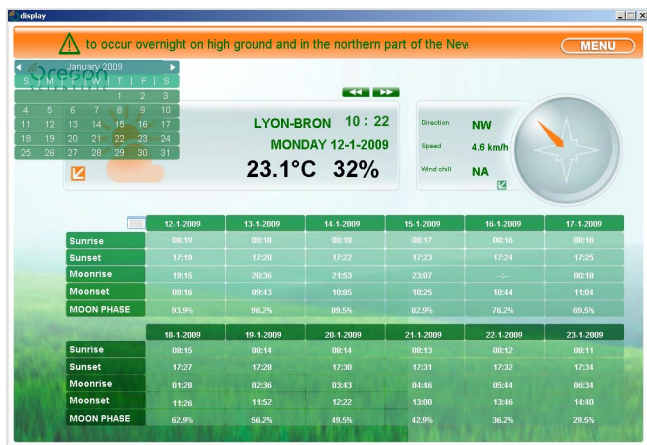 display
to occur overnight on high ground and in the northern part of the New
MENU
Oregon
SCIENTIFIC
January 2009
S M T W T F S
1 2 3
4 5 6 7 8 9 10
11 12 13 14 15 16 17
18 19 20 21 22 23 24
25 26 27 28 29 30 31
LYON-BRON 10 : 22
MONDAY 12-1-2009
23.1°C 32%
Direction NW
Speed 4.6 km/h
Wind chill NA
12-1-2009 13-1-2009 14-1-2009 15-1-2009 16-1-2009 17-1-2009
Sunrise 08:19 08:18 08:18 08:17 08:16 08:16
Sunset 17:19 17:20 17:22 17:23 17:24 17:25
Moonrise 19:15 20:36 21:53 23:07 --:-- 00:18
Moonset 09:16 09:43 10:05 10:25 10:44 11:04
MOON PHASE 93.9% 96.2% 89.5% 82.9% 76.2% 69.5%
18-1-2009 19-1-2009 20-1-2009 21-1-2009 22-1-2009 23-1-2009
Sunrise 08:15 08:14 08:14 08:13 08:12 08:11
Sunset 17:27 17:28 17:30 17:31 17:32 17:34
Moonrise 01:28 02:36 03:43 04:46 05:44 06:34
Moonset 11:26 11:52 12:22 13:00 13:46 14:40
MOON PHASE 62.9% 56.2% 49.5% 42.9% 36.2% 29.5%